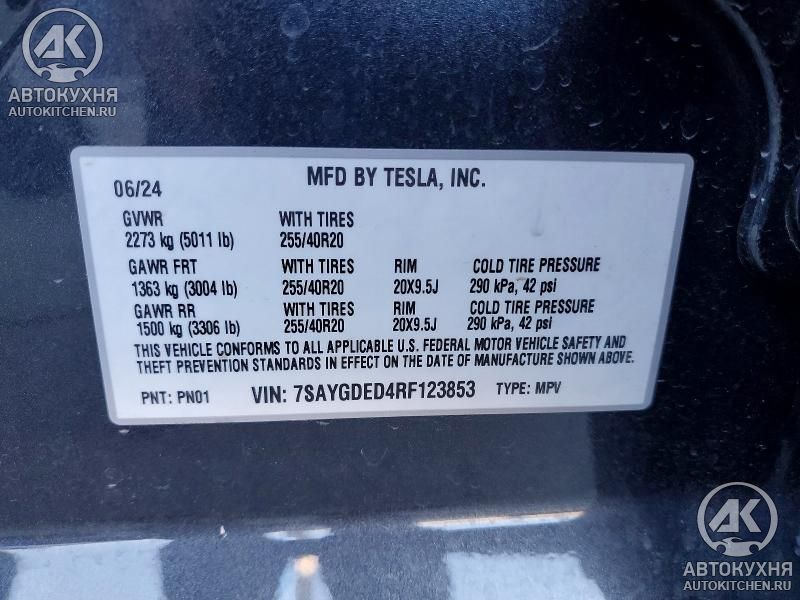 AK
АВТОКУХНЯ
AUTOKITCHEN.RU
06/24 MFD BY TESLA, INC.
GVWR WITH TIRES
2273 kg (5011 lb) 255/40R20
GAWR FRT WITH TIRES RIM COLD TIRE PRESSURE
1363 kg (3004 lb) 255/40R20 20X9.5J 290 kPa, 42 psi
GAWR RR WITH TIRES RIM COLD TIRE PRESSURE
1500 kg (3306 lb) 255/40R20 20X9.5J 290 kPa, 42 psi
THIS VEHICLE CONFORMS TO ALL APPLICABLE U.S. FEDERAL MOTOR VEHICLE SAFETY AND
THEFT PREVENTION STANDARDS IN EFFECT ON THE DATE OF MANUFACTURE SHOWN ABOVE.
PNT: PN01 VIN: 7SAYGDED4RF123853 TYPE: MPV
AK
АВТОКУХНЯ
AUTOKITCHEN.RU